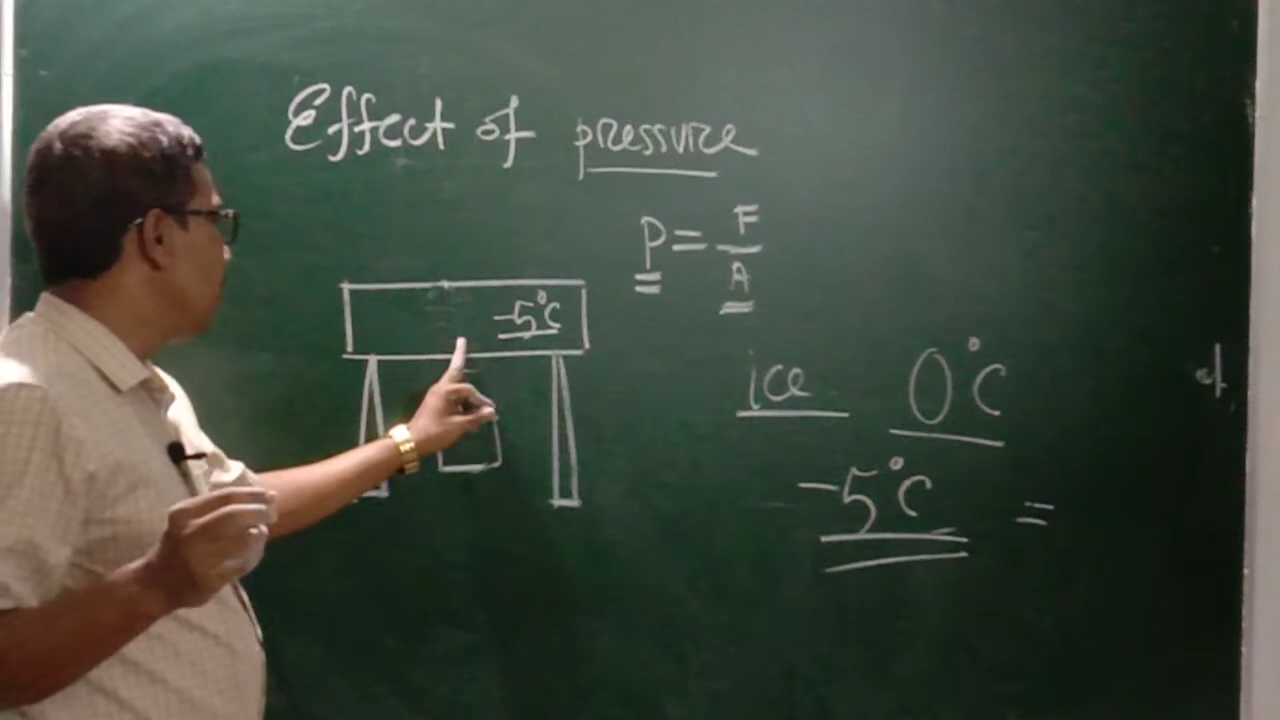 Effect of pressure
P = F/A
-5°C
ice 0°C
-5°C =